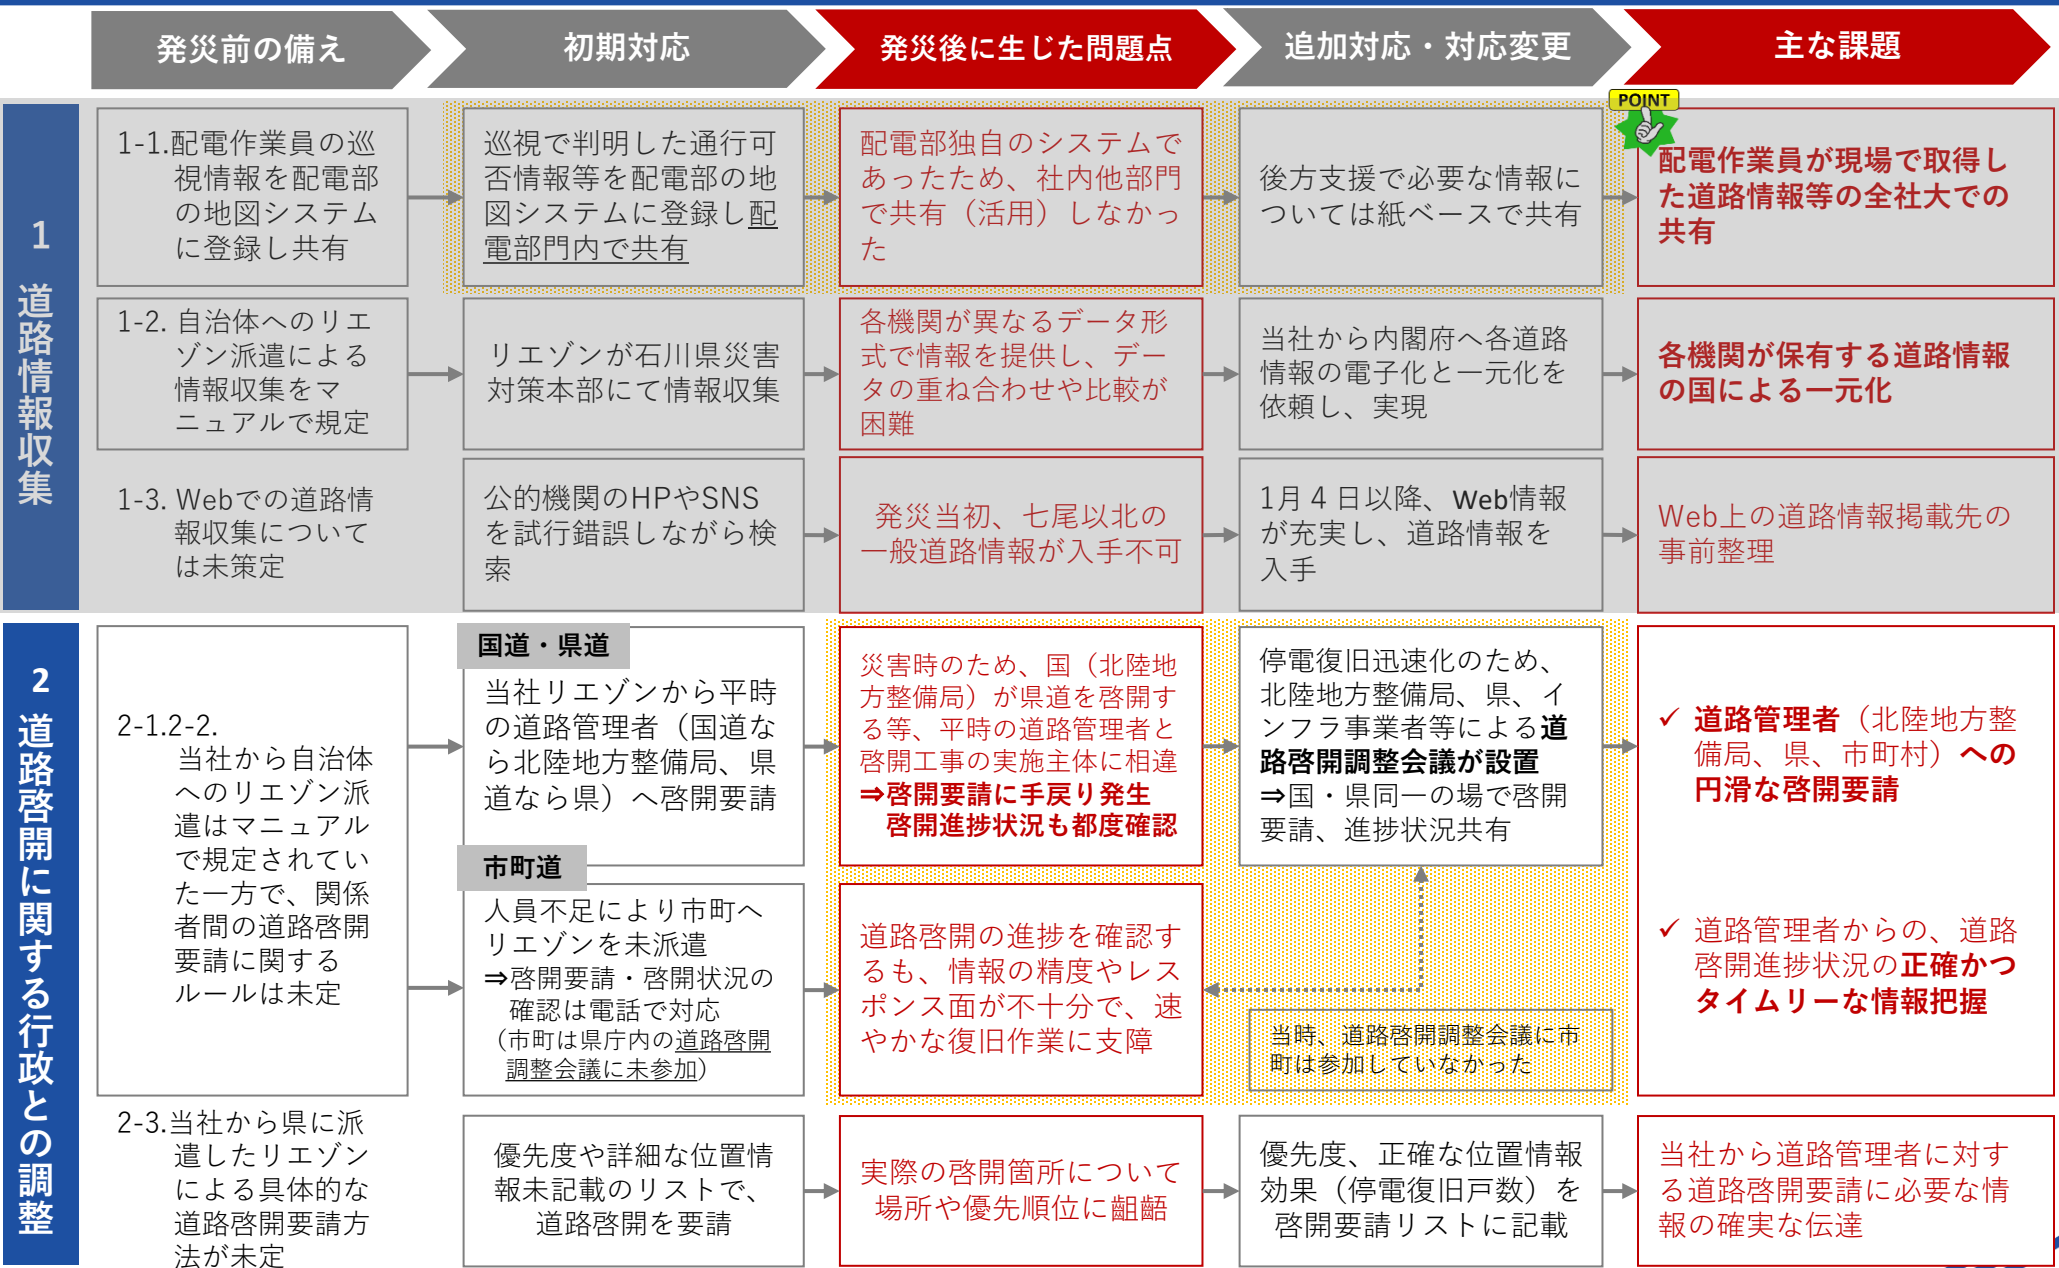 発災前の備え
初期対応
発災後に生じた問題点
追加対応・対応変更
主な課題
1 道路情報収集
1-1.配電作業員の巡
視情報を配電部
の地図システム
に登録し共有
巡視で判明した通行可
否情報等を配電部の地
図システムに登録し配
電部門内で共有
配電部独自のシステムで
あったため、社内他部門
で共有（活用）しなかっ
た
後方支援で必要な情報に
ついては紙ベースで共有
POINT
配電作業員が現場で取得し
た道路情報等の全社大での
共有
1-2. 自治体へのリエ
ゾン派遣による
情報収集をマ
ニュアルで規定
リエゾンが石川県災害
対策本部にて情報収集
各機関が異なるデータ形
式で情報を提供し、デー
タの重ね合わせや比較が
困難
当社から内閣府へ各道路
情報の電子化と一元化を
依頼し、実現
各機関が保有する道路情報
の国による一元化
1-3. Webでの道路情
報収集について
は未策定
公的機関のHPやSNS
を試行錯誤しながら検
索
発災当初、七尾以北の
一般道路情報が入手不可
1月４日以降、Web情報
が充実し、道路情報を
入手
Web上の道路情報掲載先の
事前整理
2 道路啓開に関する行政との調整
2-1.2-2.
当社から自治体
へのリエゾン派
遣はマニュアル
で規定されてい
た一方で、関係
者間の道路啓開
要請に関する
ルールは未定
国道・県道
当社リエゾンから平時
の道路管理者（国道な
ら北陸地方整備局、県
道なら県）へ啓開要請
災害時のため、国（北陸地
方整備局）が県道を啓開す
る等、平時の道路管理者と
啓開工事の実施主体に相違
⇒啓開要請に手戻り発生
啓開進捗状況も都度確認
停電復旧迅速化のため、
北陸地方整備局、県、イ
ンフラ事業者等による道
路啓開調整会議が設置
⇒国・県同一の場で啓開
要請、進捗状況共有
✓ 道路管理者（北陸地方整
備局、県、市町村）への
円滑な啓開要請
市町道
人員不足により市町へ
リエゾンを未派遣
⇒啓開要請・啓開状況の
確認は電話で対応
（市町は県庁内の道路啓開
調整会議に未参加）
道路啓開の進捗を確認す
るも、情報の精度やレス
ポンス面が不十分で、速
やかな復旧作業に支障
当時、道路啓開調整会議に市
町は参加していなかった
✓ 道路管理者からの、道路
啓開進捗状況の正確かつ
タイムリーな情報把握
2-3.当社から県に派
遣したリエゾン
による具体的な
道路啓開要請方
法が未定
優先度や詳細な位置情
報未記載のリストで、
道路啓開を要請
実際の啓開箇所について
場所や優先順位に齟齬
優先度、正確な位置情報
効果（停電復旧戸数）を
啓開要請リストに記載
当社から道路管理者に対す
る道路啓開要請に必要な情
報の確実な伝達